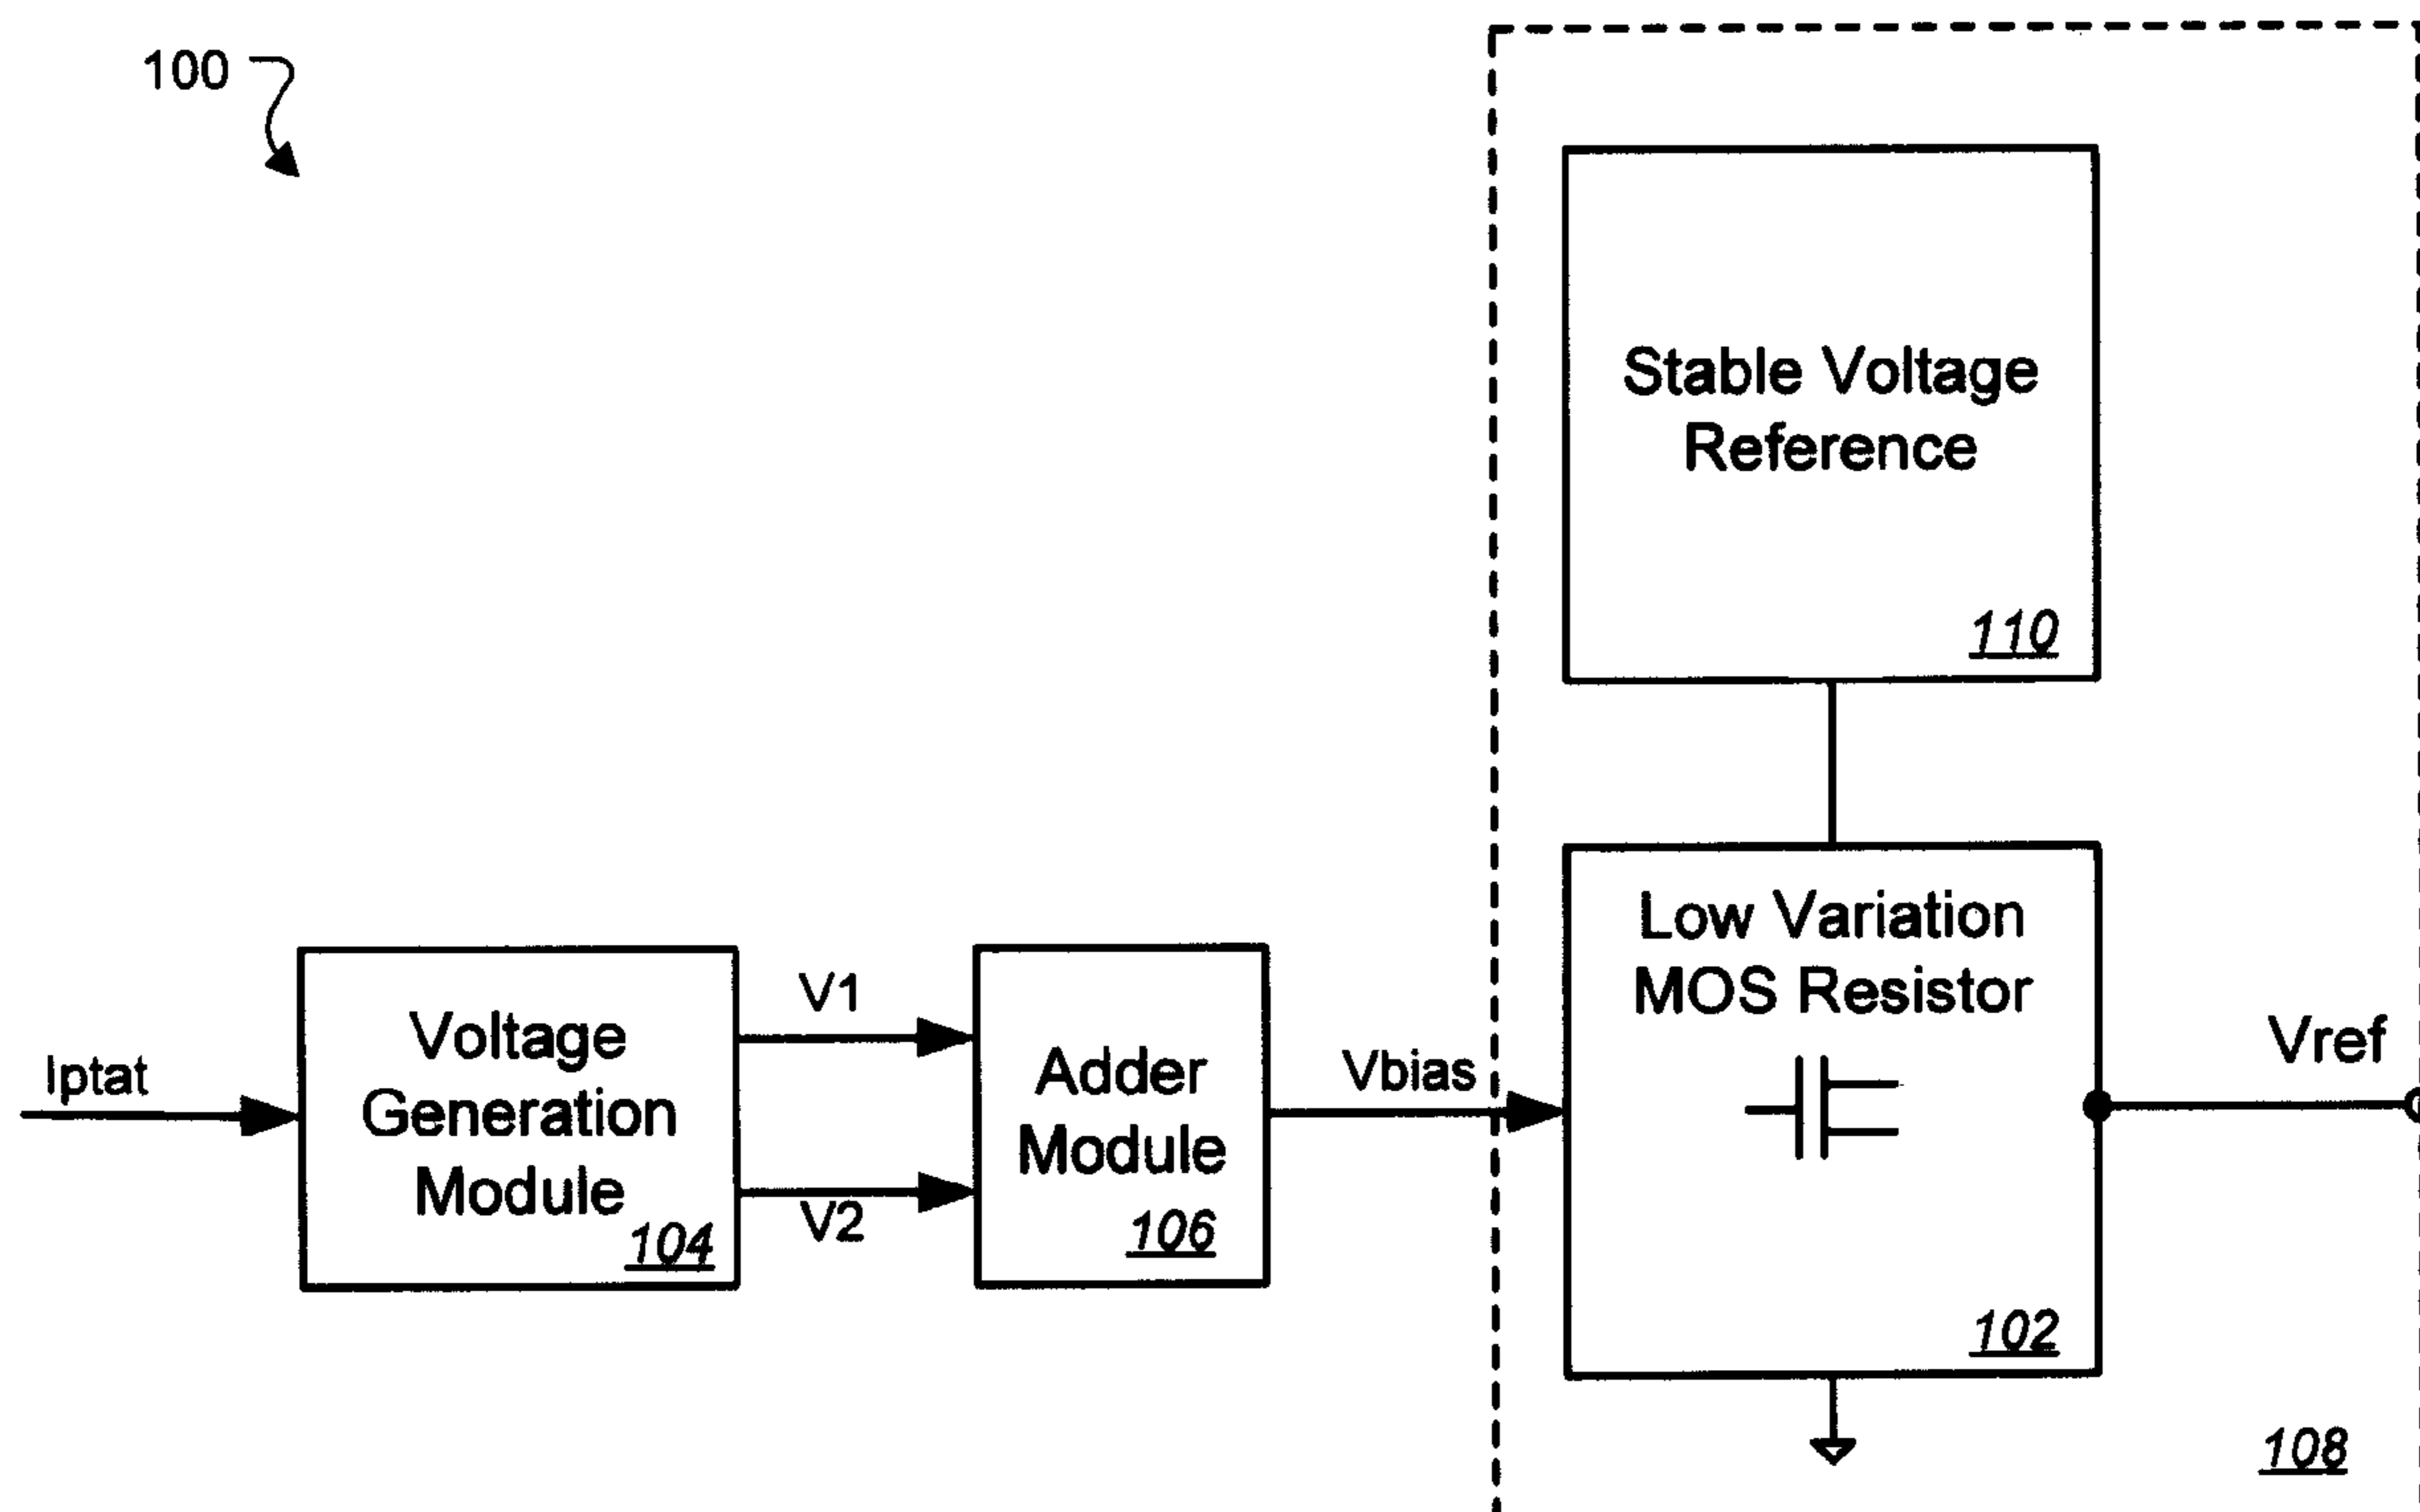 100
Stable Voltage
Reference
110
Iptat
Voltage
Generation
Module
104
V1
V2
Adder
Module
106
Vbias
Low Variation
MOS Resistor
102
Vref
108